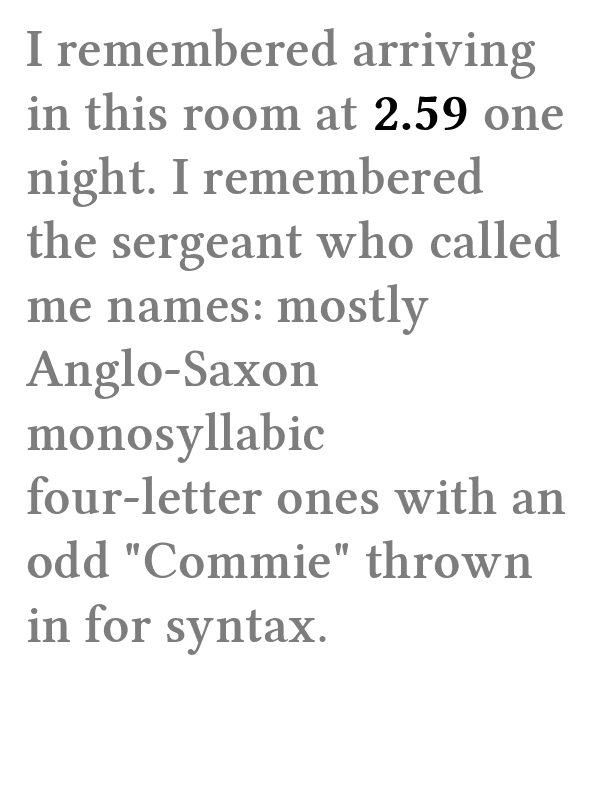 I remembered arriving
in this room at 2.59 one
night. I remembered
the sergeant who called
me names: mostly
Anglo-Saxon
monosyllabic
four-letter ones with an
odd "Commie" thrown
in for syntax.